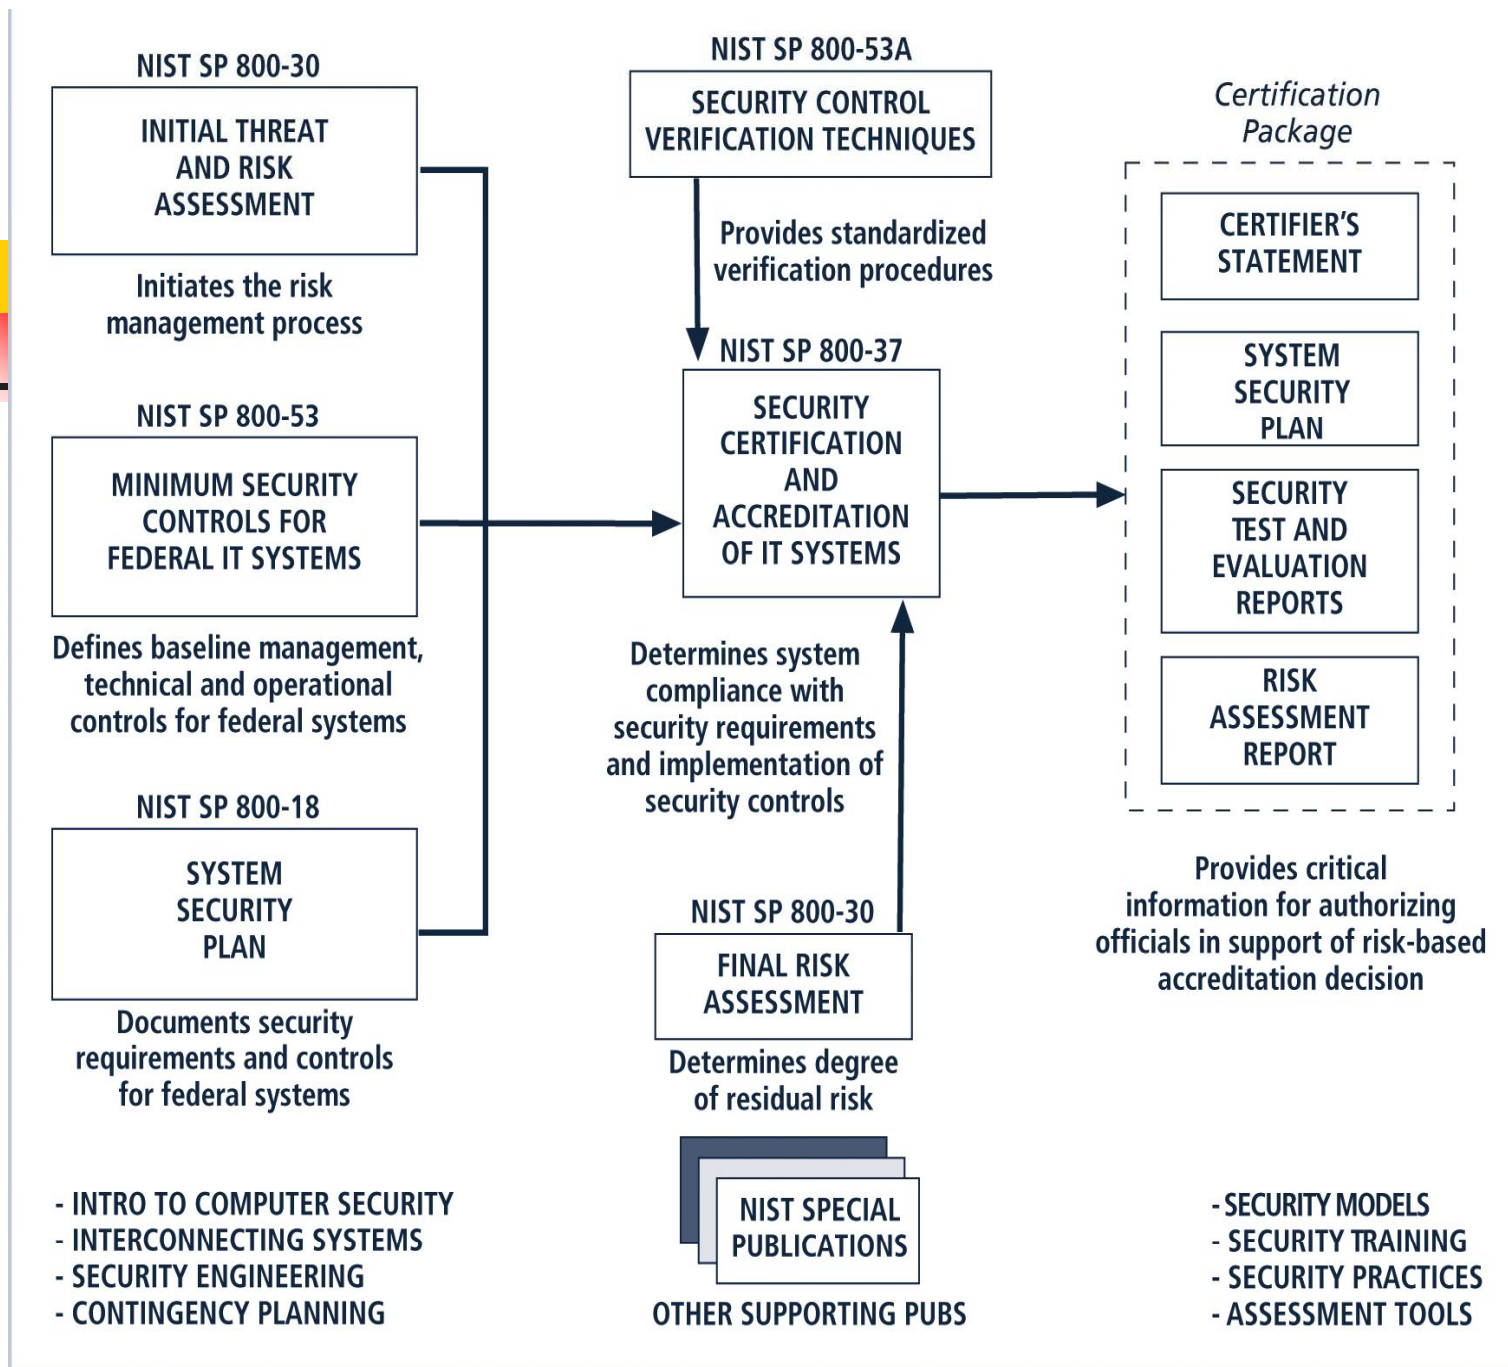 NIST SP 800-30
INITIAL THREAT
AND RISK
ASSESSMENT
Initiates the risk
management process
NIST SP 800-53
MINIMUM SECURITY
CONTROLS FOR
FEDERAL IT SYSTEMS
Defines baseline management,
technical and operational
controls for federal systems
NIST SP 800-18
SYSTEM
SECURITY
PLAN
Documents security
requirements and controls
for federal systems
NIST SP 800-53A
SECURITY CONTROL
VERIFICATION TECHNIQUES
Provides standardized
verification procedures
NIST SP 800-37
SECURITY
CERTIFICATION
AND
ACCREDITATION
OF IT SYSTEMS
Determines system
compliance with
security requirements
and implementation of
security controls
NIST SP 800-30
FINAL RISK
ASSESSMENT
Determines degree
of residual risk
Certification
Package
CERTIFIER’S
STATEMENT
SYSTEM
SECURITY
PLAN
SECURITY
TEST AND
EVALUATION
REPORTS
RISK
ASSESSMENT
REPORT
Provides critical
information for authorizing
officials in support of risk-based
accreditation decision
- INTRO TO COMPUTER SECURITY
- INTERCONNECTING SYSTEMS
- SECURITY ENGINEERING
- CONTINGENCY PLANNING
NIST SPECIAL
PUBLICATIONS
OTHER SUPPORTING PUBS
- SECURITY MODELS
- SECURITY TRAINING
- SECURITY PRACTICES
- ASSESSMENT TOOLS